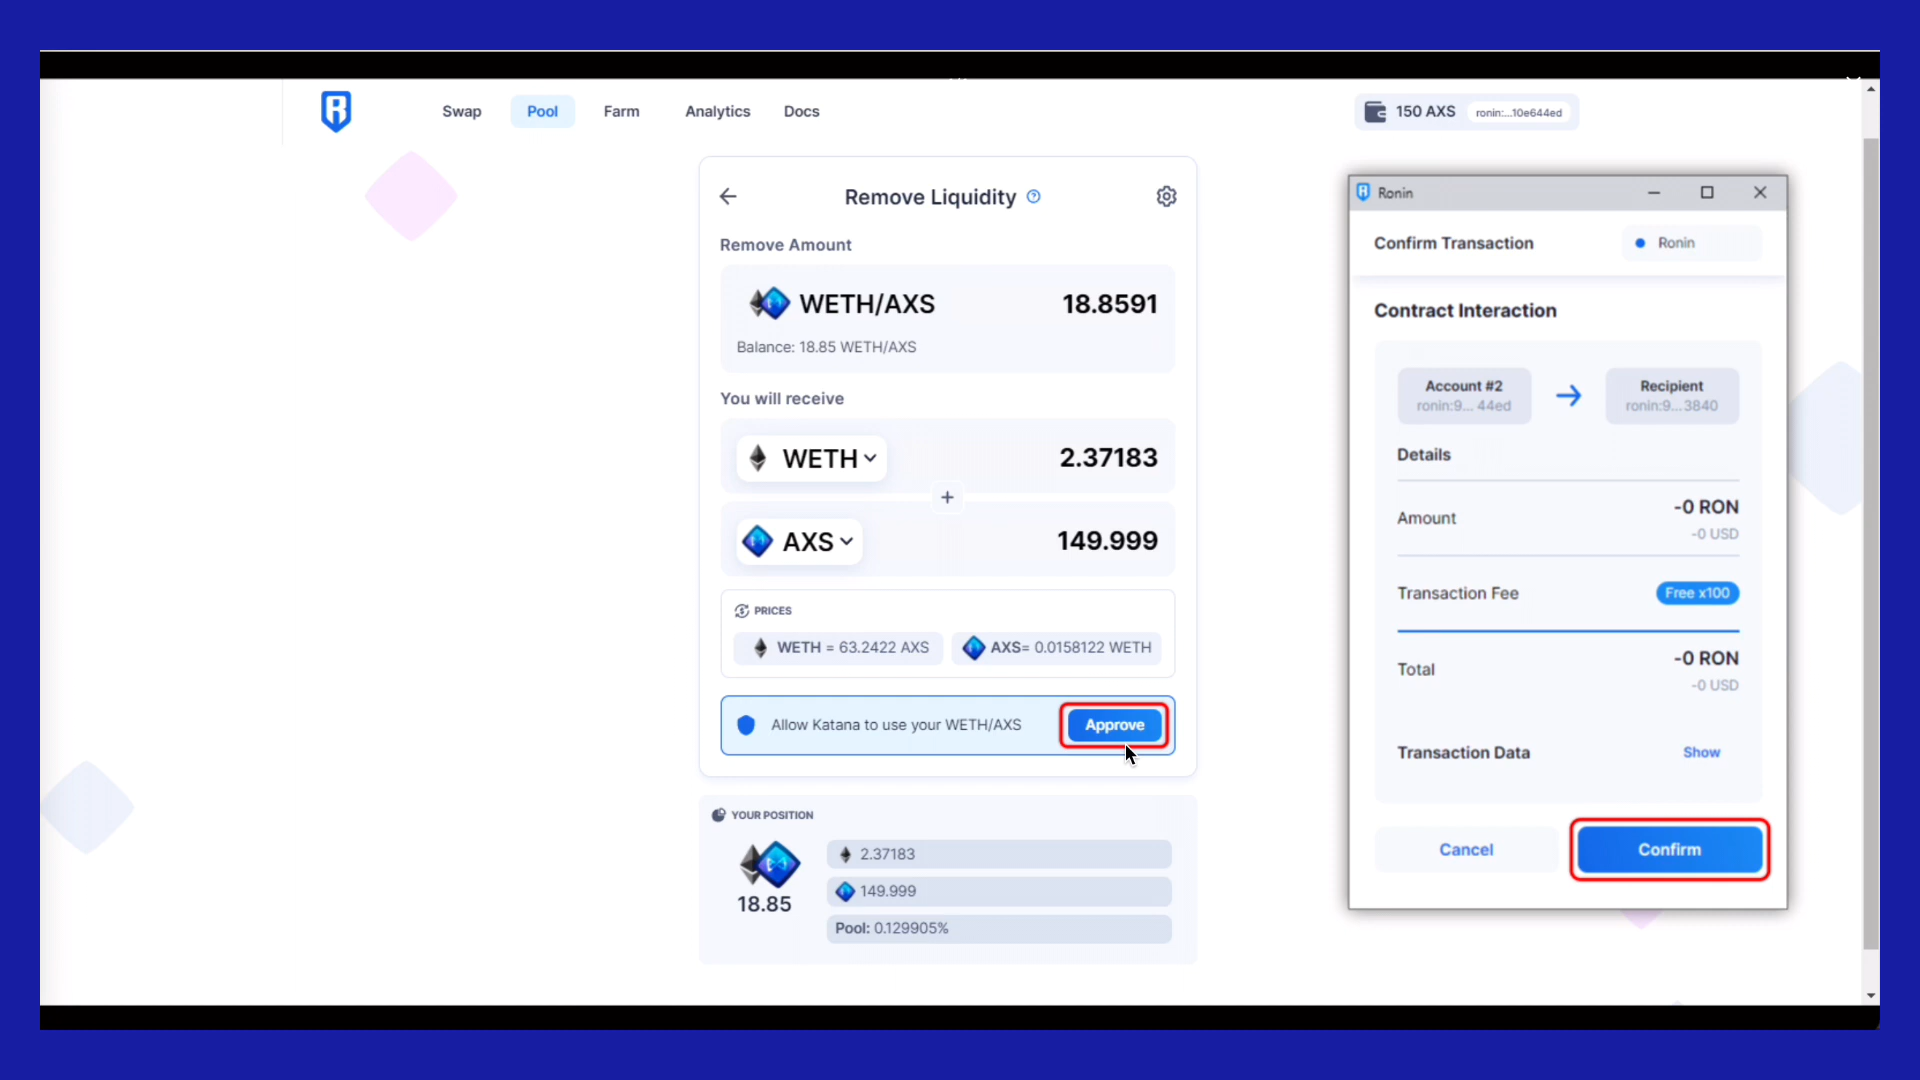 Swap Pool Farm Analytics Docs
150 AXS ronin:...10e644ed
Remove Liquidity
Remove Amount
WETH/AXS 18.8591
Balance: 18.85 WETH/AXS
You will receive
WETH 2.37183
+
AXS 149.999
PRICES
WETH = 63.2422 AXS AXS= 0.0158122 WETH
Allow Katana to use your WETH/AXS Approve
YOUR POSITION
18.85
2.37183
149.999
Pool: 0.129905%
Ronin
Confirm Transaction Ronin
Contract Interaction
Account #2 Recipient
ronin:9... 44ed ronin:9...3840
Details
Amount -0 RON
-0 USD
Transaction Fee Free x100
Total -0 RON
-0 USD
Transaction Data Show
Cancel Confirm